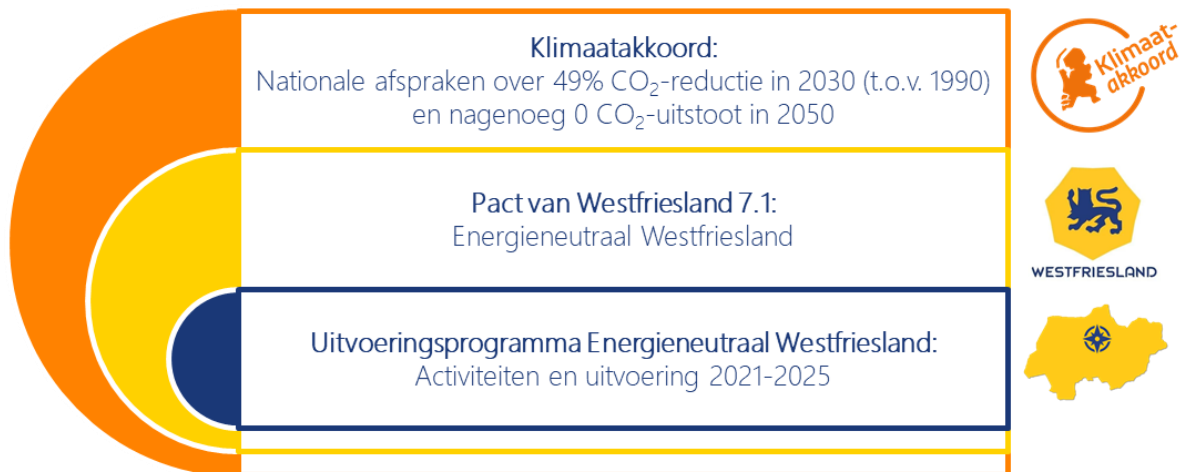 Klimaatakkoord:
Nationale afspraken over 49% CO₂-reductie in 2030 (t.o.v. 1990)
en nagenoeg 0 CO₂-uitstoot in 2050
Klimaat-
akkoord
Pact van Westfriesland 7.1:
Energieneutraal Westfriesland
WESTFRIESLAND
Uitvoeringsprogramma Energieneutraal Westfriesland:
Activiteiten en uitvoering 2021-2025